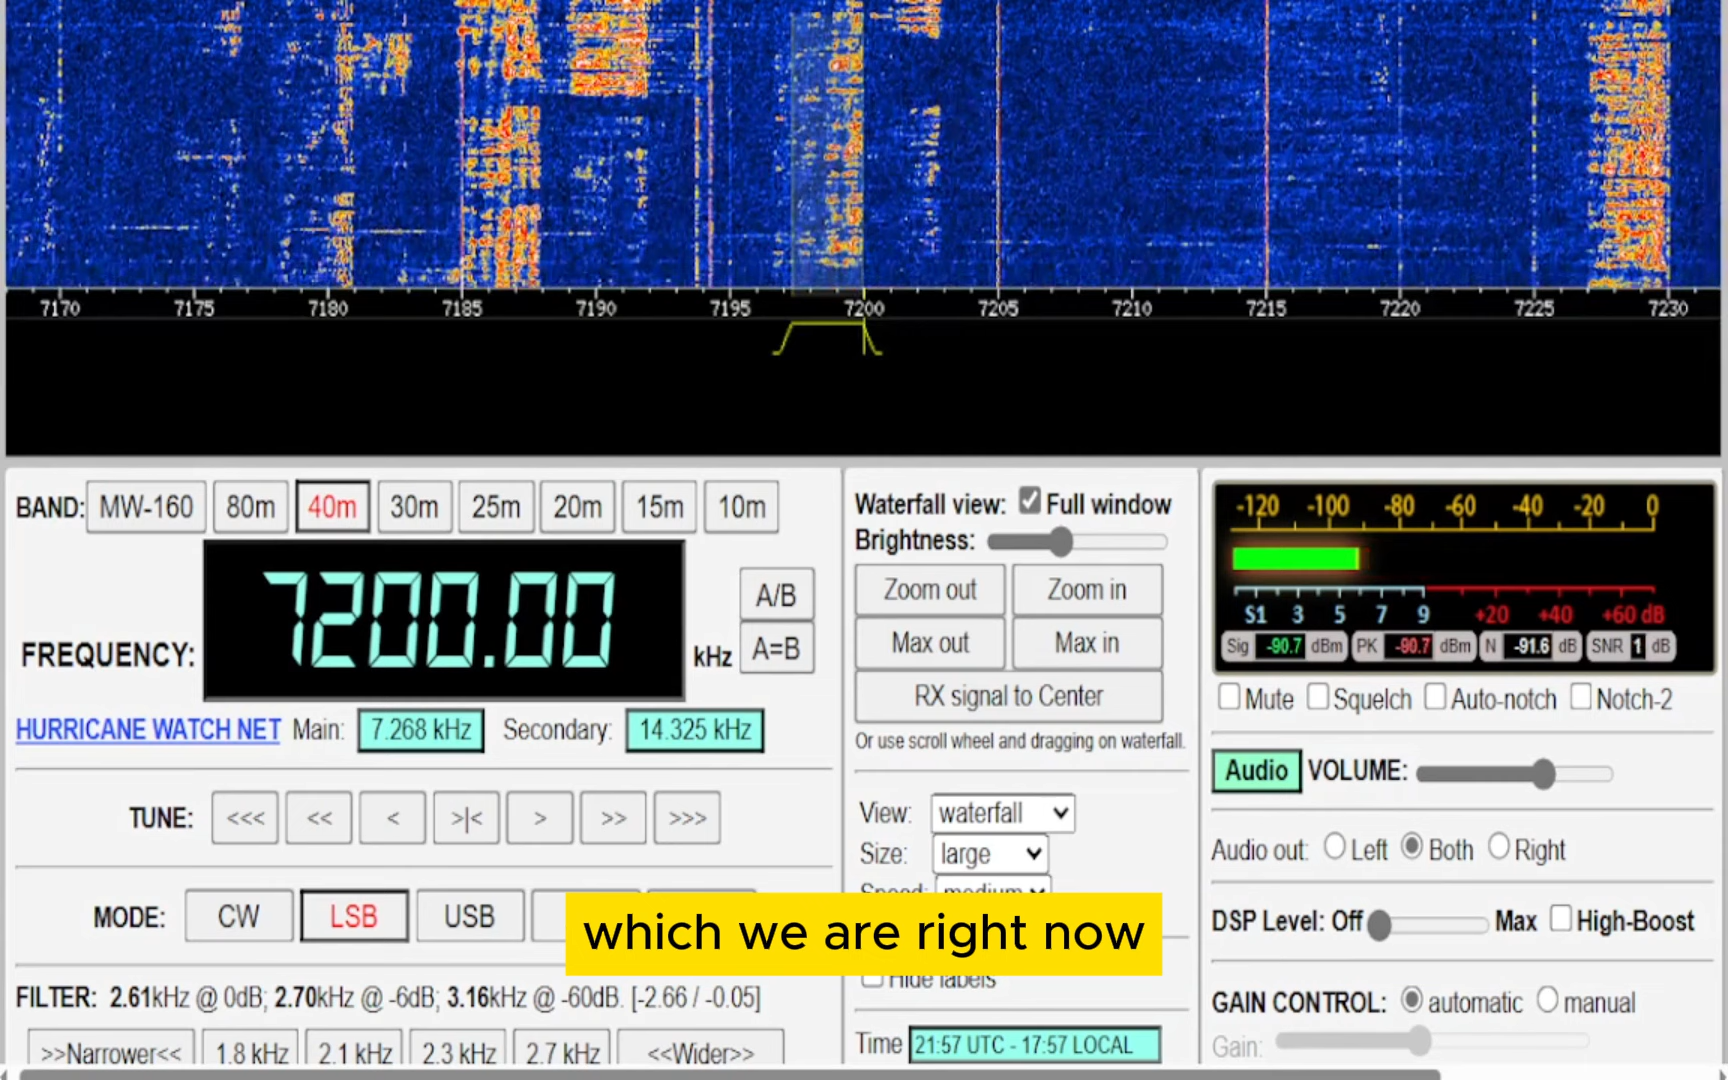 7170 7175 7180 7185 7190 7195 7200 7205 7210 7215 7220 7225 7230
BAND: MW-160 80m 40m 30m 25m 20m 15m 10m
FREQUENCY: 7200.00 kHz A/B A=B
HURRICANE WATCH NET Main: 7.268 kHz Secondary: 14.325 kHz
TUNE: <<< << < >|< > >> >>>
MODE: CW LSB USB
FILTER: 2.61kHz @ 0dB; 2.70kHz @ -6dB; 3.16kHz @ -60dB. [-2.66 / -0.05]
>>Narrower<< 1.8 kHz 2.1 kHz 2.3 kHz 2.7 kHz <<Wider>>
Waterfall view: Full window
Brightness:
Zoom out Zoom in
Max out Max in
RX signal to Center
Or use scroll wheel and dragging on waterfall.
View: waterfall
Size: large
Speed: medium
which we are right now
Hide labels
Time 21:57 UTC - 17:57 LOCAL
-120 -100 -80 -60 -40 -20 0
S1 3 5 7 9 +20 +40 +60 dB
Sig -90.7 dBm PK -90.7 dBm N -91.6 dB SNR 1 dB
Mute Squelch Auto-notch Notch-2
Audio VOLUME:
Audio out: Left Both Right
DSP Level: Off Max High-Boost
GAIN CONTROL: automatic manual
Gain: